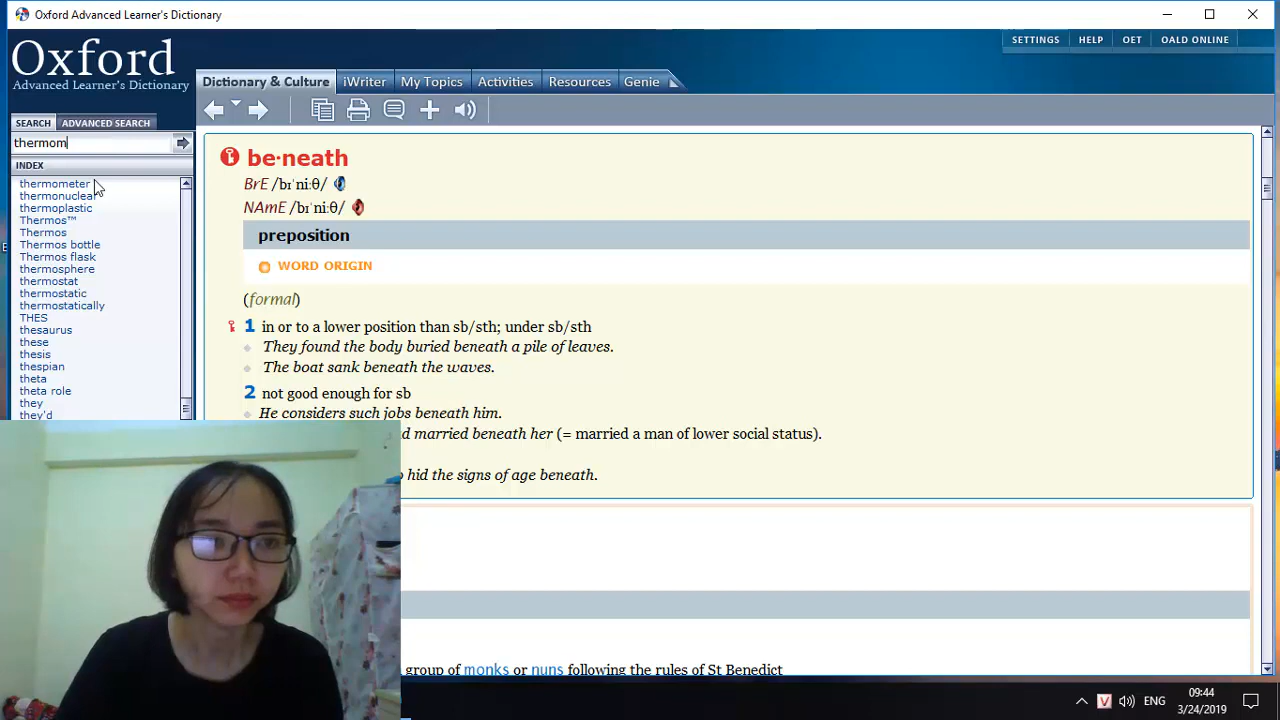 Oxford Advanced Learner's Dictionary
SETTINGS HELP OET OALD ONLINE
Oxford
Advanced Learner's Dictionary
Dictionary & Culture iWriter My Topics Activities Resources Genie
SEARCH ADVANCED SEARCH
thermom
INDEX
thermometer
thermonuclear
thermoplastic
Thermos™
Thermos
Thermos bottle
Thermos flask
thermosphere
thermostat
thermostatic
thermostatically
THES
thesaurus
these
thesis
thespian
theta
theta role
they
they'd
be·neath
BrE /bɪˈniːθ/
NAmE /bɪˈniːθ/
preposition
WORD ORIGIN
(formal)
1 in or to a lower position than sb/sth; under sb/sth
They found the body buried beneath a pile of leaves.
The boat sank beneath the waves.
2 not good enough for sb
He considers such jobs beneath him.
married beneath her (= married a man of lower social status).
hid the signs of age beneath.
group of monks or nuns following the rules of St Benedict
V ENG 09:44
3/24/2019